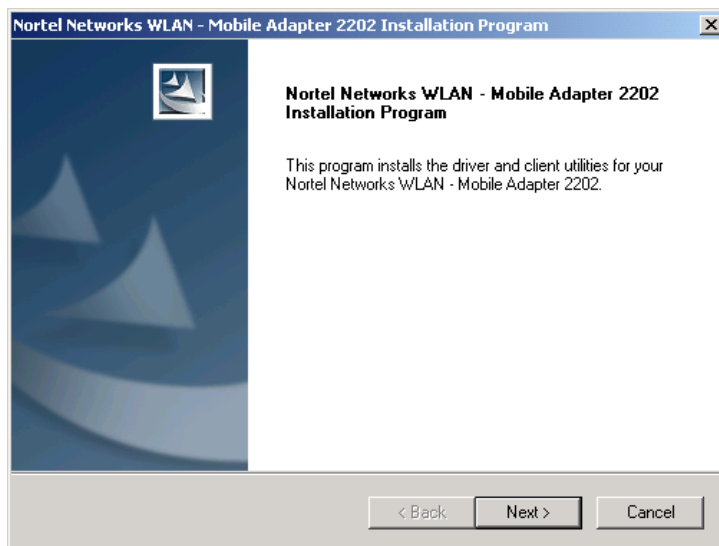 Nortel Networks WLAN - Mobile Adapter 2202 Installation Program
Nortel Networks WLAN - Mobile Adapter 2202
Installation Program
This program installs the driver and client utilities for your
Nortel Networks WLAN - Mobile Adapter 2202.
< Back
Next >
Cancel